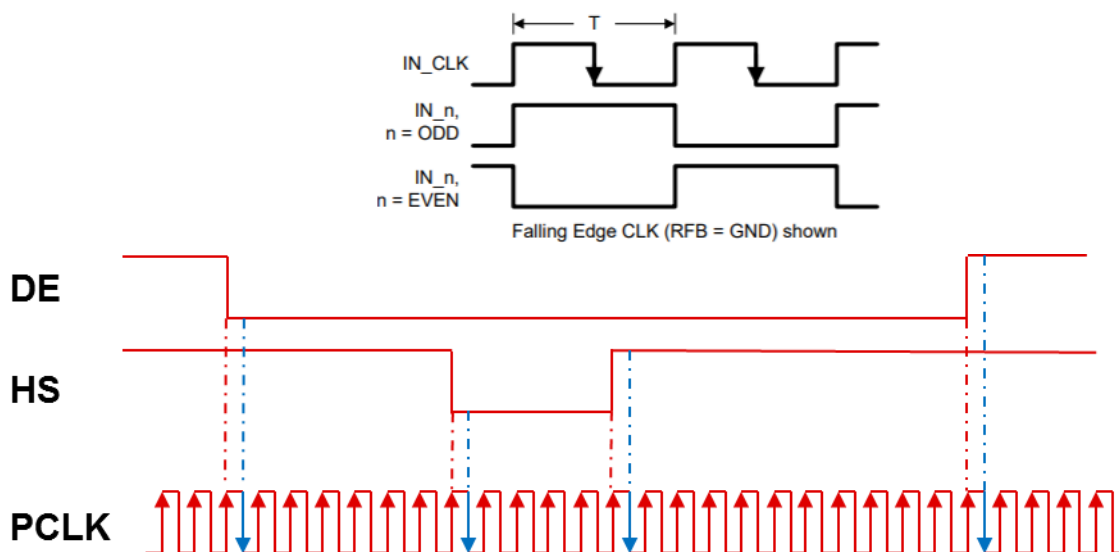 T
IN_CLK
IN_n,
n = ODD
IN_n,
n = EVEN
Falling Edge CLK (RFB = GND) shown
DE
HS
PCLK